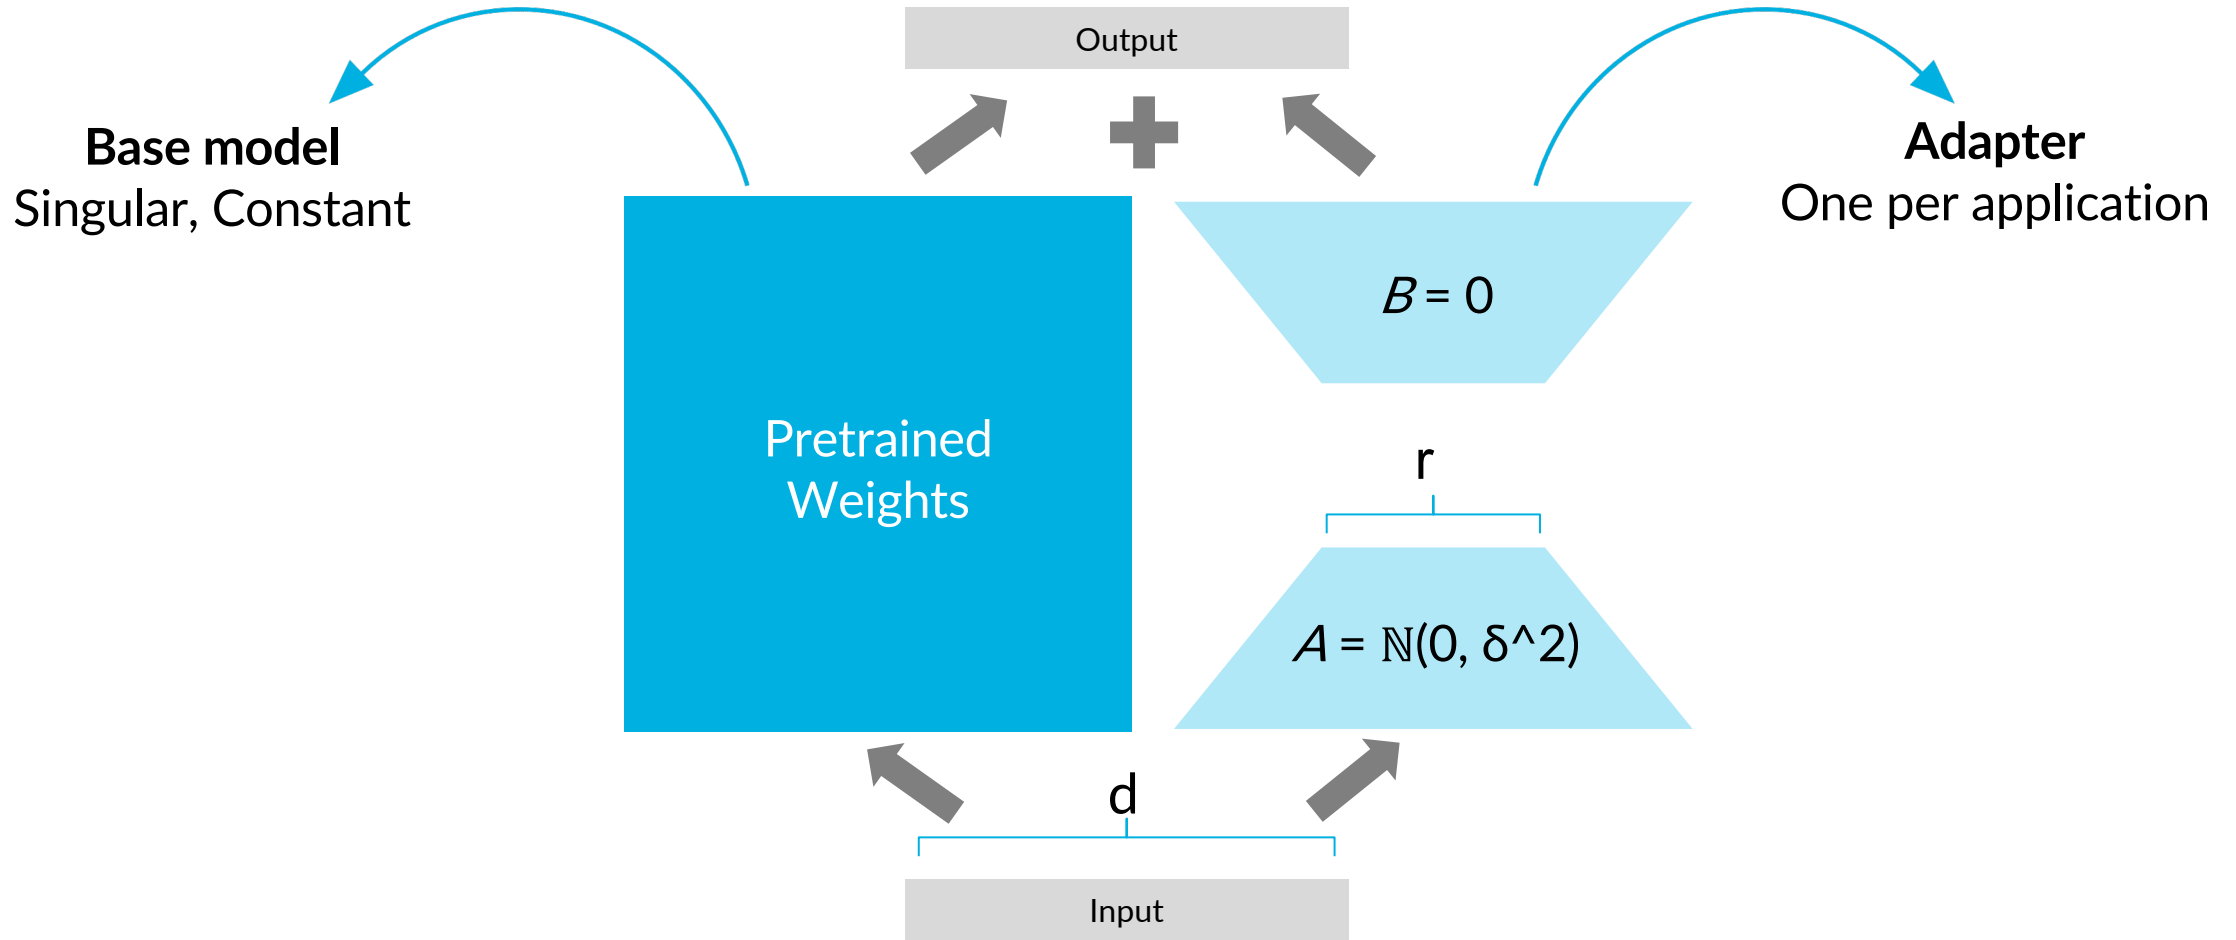 Output
Base model
Singular, Constant
Adapter
One per application
B = 0
Pretrained
Weights
r
A = ℕ(0, δ^2)
d
Input